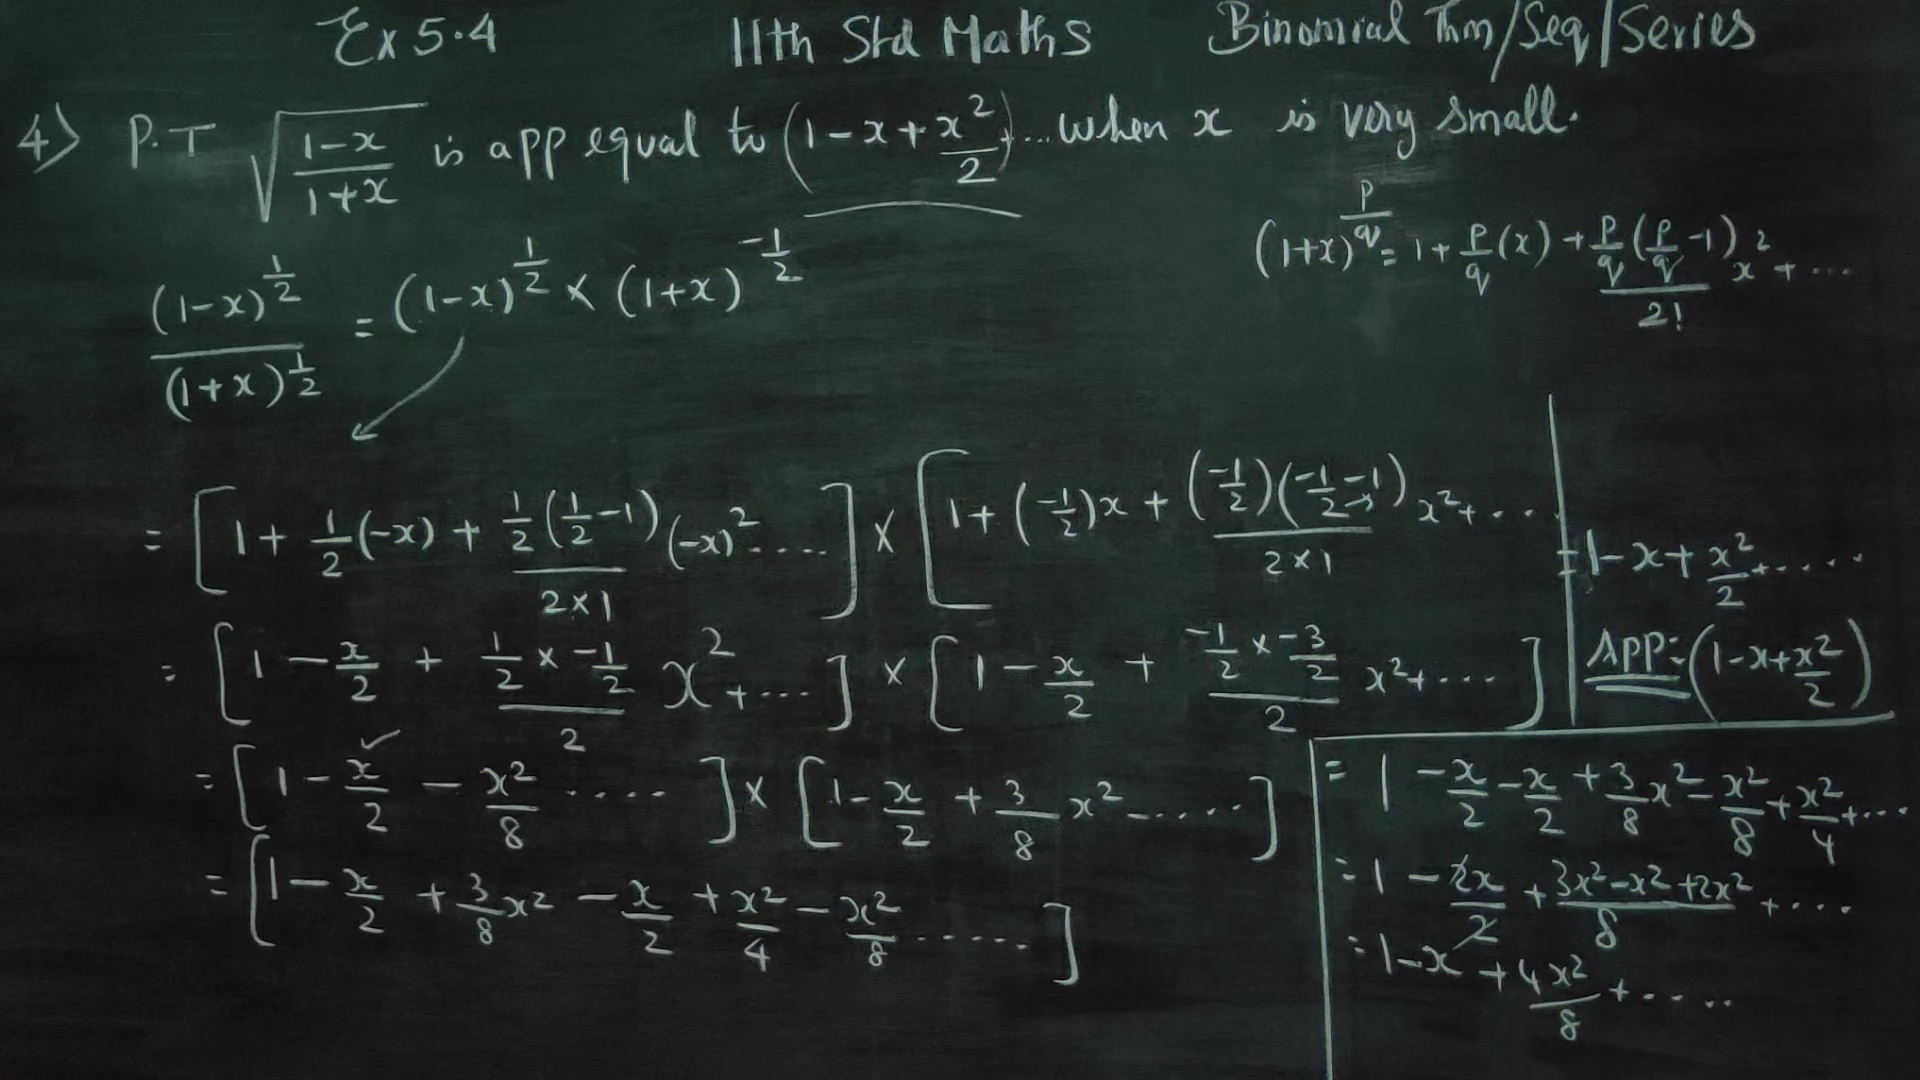 Ex 5.4 11th Std Maths Binomial Thm/Seq/Series
4) P.T √((1-x)/(1+x)) is app equal to (1-x+x²/2)+... when x is very small.
(1+x)^(p/q) = 1+p/q(x)+(p/q(p/q-1))/2! x²+...
(1-x)^(1/2)/(1+x)^(1/2) = (1-x)^(1/2) × (1+x)^(-1/2)
= [1+1/2(-x)+(1/2(1/2-1))/(2×1) (-x)².....] × [1+(-1/2)x+((-1/2)(-1/2-1))/(2×1) x²+...
= [1-x/2+(1/2×-1/2)/2 x²+...] × [1-x/2+(-1/2×-3/2)/2 x²+....]
= [1-x/2-x²/8.....] × [1-x/2+3/8 x².....]
= [1-x/2+3/8x²-x/2+x²/4-x²/8......]
= 1-x/2-x/2+3/8x²-x²/8+x²/4+...
= 1-2x/2+(3x²-x²+2x²)/8+....
= 1-x+4x²/8+.....
= 1-x+x²/2+.....
APP: (1-x+x²/2)